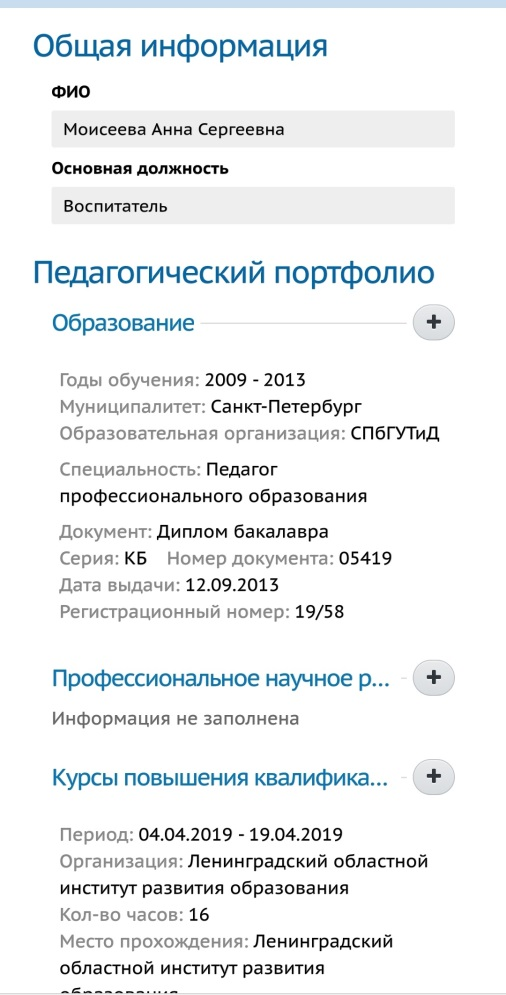 Общая информация
ФИО
Моисеева Анна Сергеевна
Основная должность
Воспитатель
Педагогический портфолио
Образование
Годы обучения: 2009 - 2013
Муниципалитет: Санкт-Петербург
Образовательная организация: СПбГУТиД
Специальность: Педагог
профессионального образования
Документ: Диплом бакалавра
Серия: КБ Номер документа: 05419
Дата выдачи: 12.09.2013
Регистрационный номер: 19/58
Профессиональное научное р...
Информация не заполнена
Курсы повышения квалифика...
Период: 04.04.2019 - 19.04.2019
Организация: Ленинградский областной
институт развития образования
Кол-во часов: 16
Место прохождения: Ленинградский
областной институт развития
образования